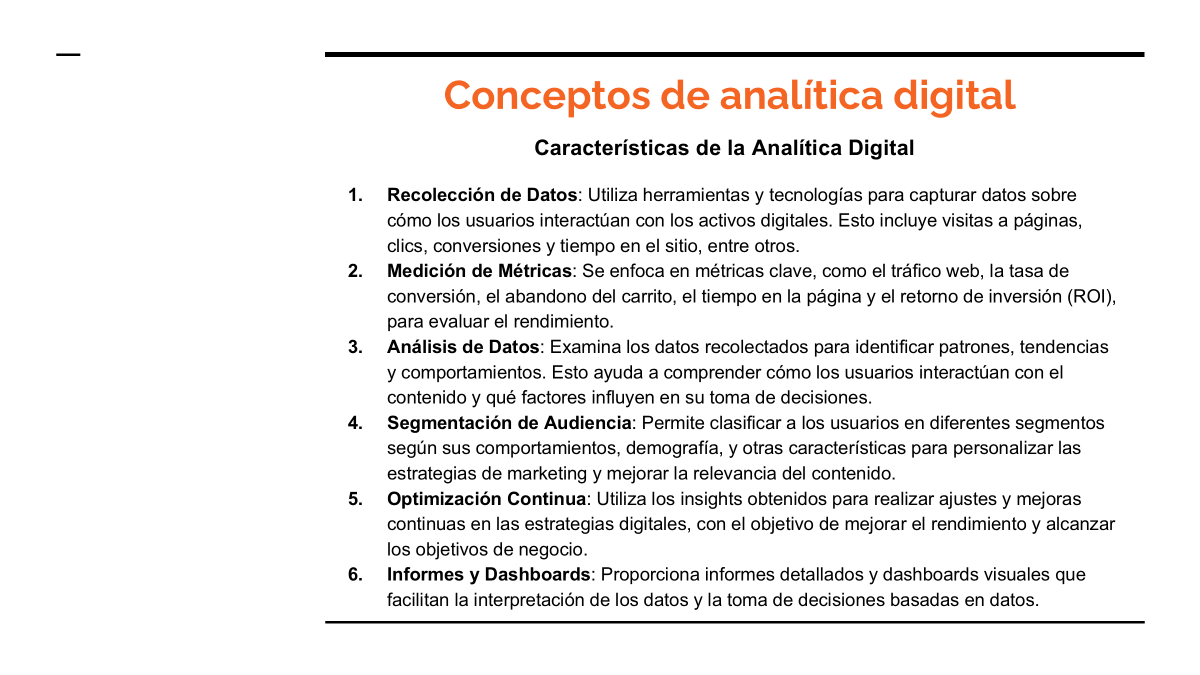 Conceptos de analítica digital
Características de la Analítica Digital
1. Recolección de Datos: Utiliza herramientas y tecnologías para capturar datos sobre
cómo los usuarios interactúan con los activos digitales. Esto incluye visitas a páginas,
clics, conversiones y tiempo en el sitio, entre otros.
2. Medición de Métricas: Se enfoca en métricas clave, como el tráfico web, la tasa de
conversión, el abandono del carrito, el tiempo en la página y el retorno de inversión (ROI),
para evaluar el rendimiento.
3. Análisis de Datos: Examina los datos recolectados para identificar patrones, tendencias
y comportamientos. Esto ayuda a comprender cómo los usuarios interactúan con el
contenido y qué factores influyen en su toma de decisiones.
4. Segmentación de Audiencia: Permite clasificar a los usuarios en diferentes segmentos
según sus comportamientos, demografía, y otras características para personalizar las
estrategias de marketing y mejorar la relevancia del contenido.
5. Optimización Continua: Utiliza los insights obtenidos para realizar ajustes y mejoras
continuas en las estrategias digitales, con el objetivo de mejorar el rendimiento y alcanzar
los objetivos de negocio.
6. Informes y Dashboards: Proporciona informes detallados y dashboards visuales que
facilitan la interpretación de los datos y la toma de decisiones basadas en datos.